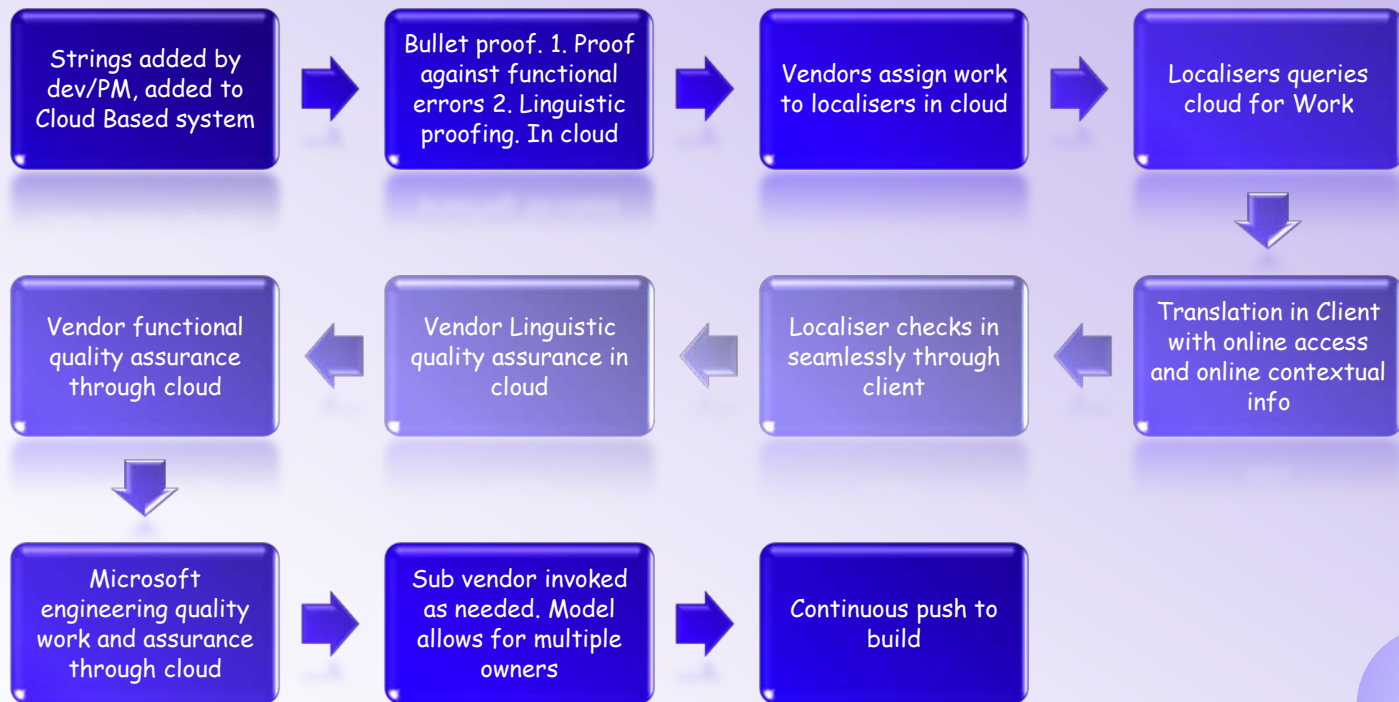 Strings added by
dev/PM, added to
Cloud Based system
Bullet proof. 1. Proof
against functional
errors 2. Linguistic
proofing. In cloud
Vendors assign work
to localisers in cloud
Localisers queries
cloud for Work
Translation in Client
with online access
and online contextual
info
Localiser checks in
seamlessly through
client
Vendor Linguistic
quality assurance in
cloud
Vendor functional
quality assurance
through cloud
Microsoft
engineering quality
work and assurance
through cloud
Sub vendor invoked
as needed. Model
allows for multiple
owners
Continuous push to
build